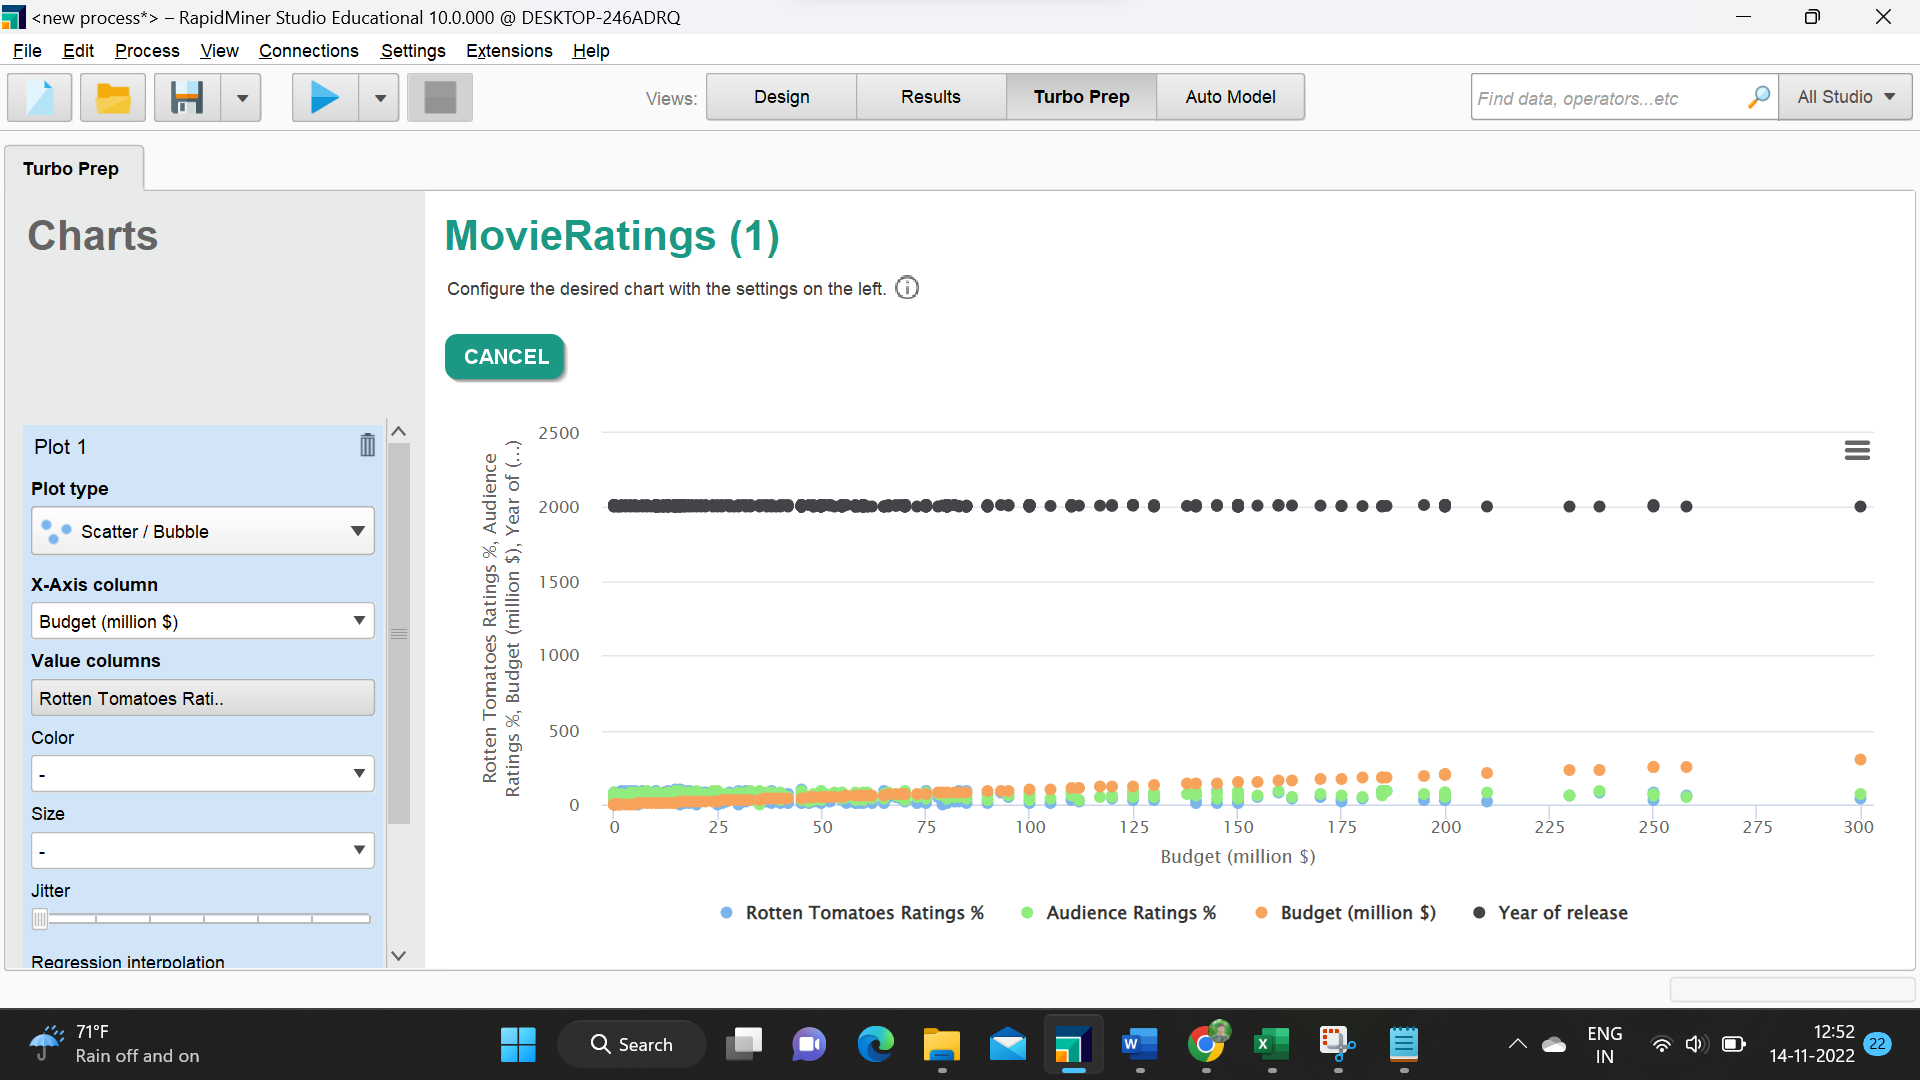 <new process*> – RapidMiner Studio Educational 10.0.000 @ DESKTOP-246ADRQ
File Edit Process View Connections Settings Extensions Help
Views: Design Results Turbo Prep Auto Model Find data, operators...etc All Studio
Turbo Prep
Charts
MovieRatings (1)
Configure the desired chart with the settings on the left.
CANCEL
Plot 1
Plot type
Scatter / Bubble
X-Axis column
Budget (million $)
Value columns
Rotten Tomatoes Rati..
Color
-
Size
-
Jitter
Regression interpolation
Rotten Tomatoes Ratings %, Audience
Ratings %, Budget (million $), Year of (...)
2500
2000
1500
1000
500
0
0 25 50 75 100 125 150 175 200 225 250 275 300
Budget (million $)
Rotten Tomatoes Ratings % Audience Ratings % Budget (million $) Year of release
71°F
Rain off and on
Search
ENG
IN
12:52
14-11-2022
22